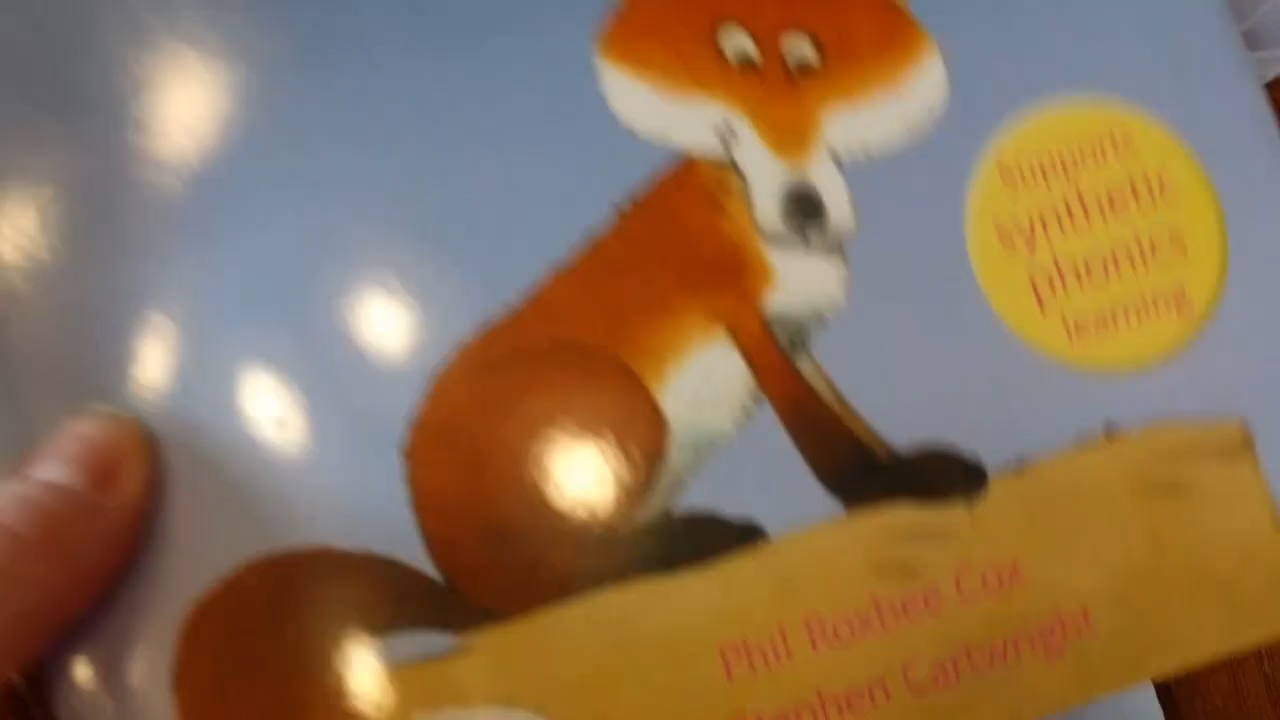 Supports
synthetic
phonics
learning
Phil Roxbee Cox
Stephen Cartwright